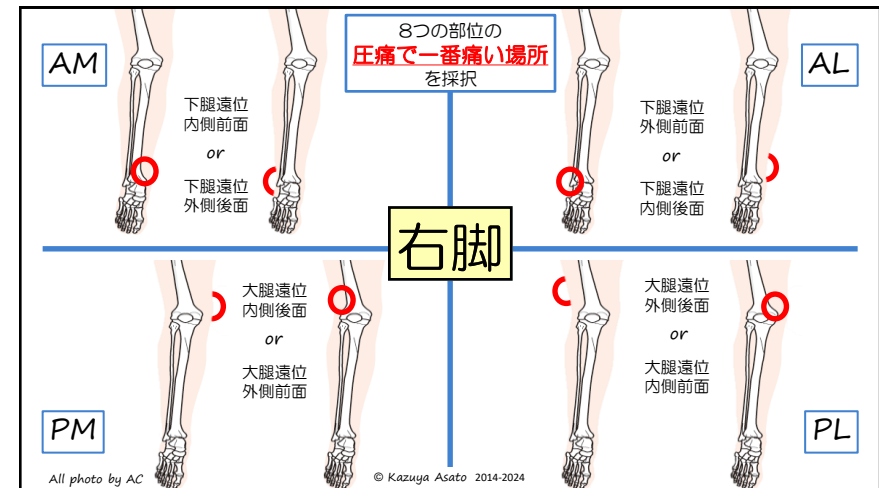 8つの部位の
圧痛で一番痛い場所
を採択
AM
下腿遠位
内側前面
or
下腿遠位
外側後面
AL
下腿遠位
外側前面
or
下腿遠位
内側後面
右脚
PM
大腿遠位
内側後面
or
大腿遠位
外側前面
PL
大腿遠位
外側後面
or
大腿遠位
内側前面
All photo by AC
© Kazuya Asato 2014-2024